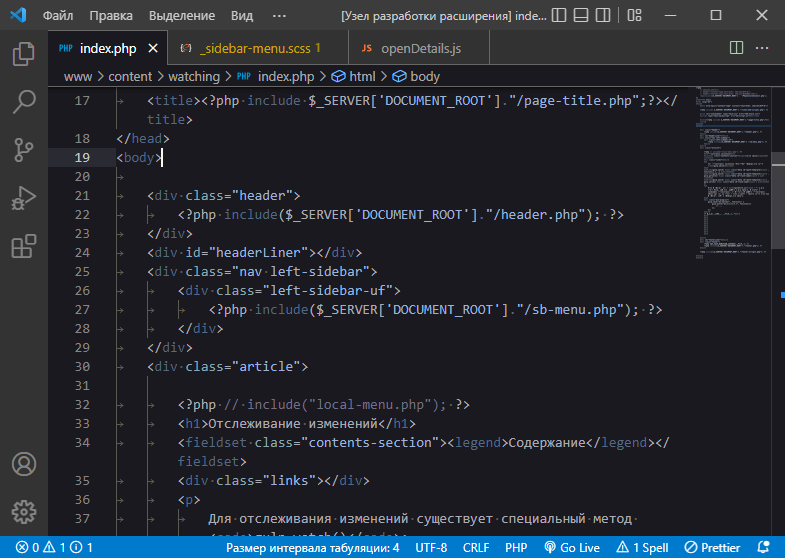 Файл Правка Выделение Вид ··· [Узел разработки расширения] inde...
PHP index.php × _sidebar-menu.scss 1 JS openDetails.js ···
www > content > watching > PHP index.php > html > body
17 <title><?php include $_SERVER['DOCUMENT_ROOT']."/page-title.php";?></
title>
18 </head>
19 <body>
20
21 <div class="header">
22 <?php include($_SERVER['DOCUMENT_ROOT']."/header.php"); ?>
23 </div>
24 <div id="headerLiner"></div>
25 <div class="nav left-sidebar">
26 <div class="left-sidebar-uf">
27 <?php include($_SERVER['DOCUMENT_ROOT']."/sb-menu.php"); ?>
28 </div>
29 </div>
30 <div class="article">
31
32 <?php // include("local-menu.php"); ?>
33 <h1>Отслеживание изменений</h1>
34 <fieldset class="contents-section"><legend>Содержание</legend></
fieldset>
35 <div class="links"></div>
36 <p>
37 Для отслеживания изменений существует специальный метод
<code>gulp.watch()</code>
0 1 1 Размер интервала табуляции: 4 UTF-8 CRLF PHP Go Live 1 Spell Prettier